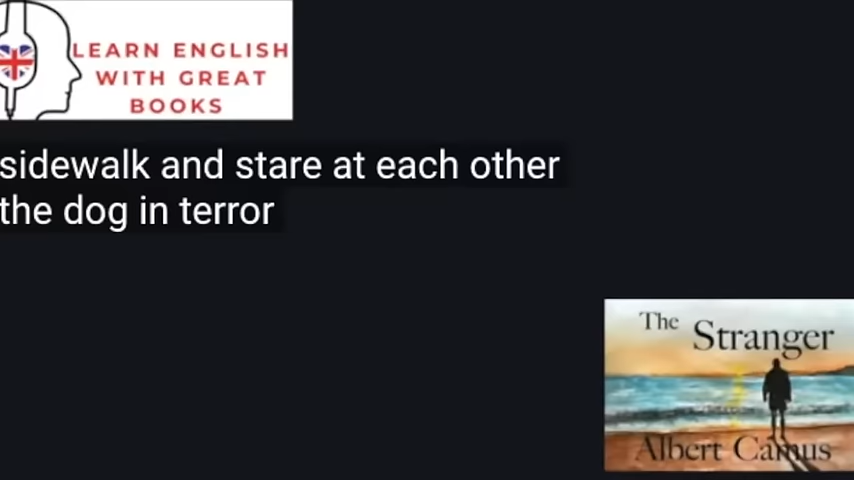 LEARN ENGLISH
WITH GREAT
BOOKS
sidewalk and stare at each other
the dog in terror
The Stranger
Albert Camus